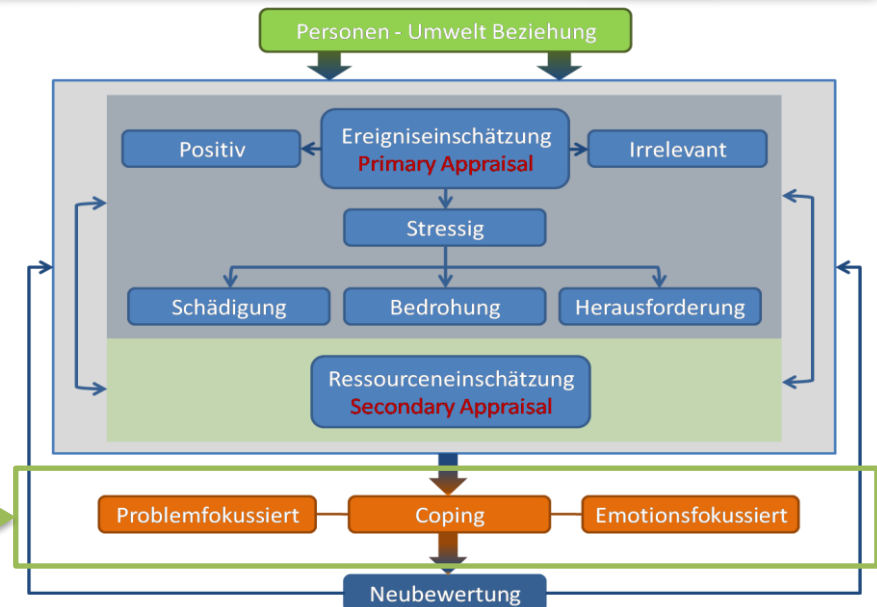 Personen - Umwelt Beziehung
Ereigniseinschätzung
Primary Appraisal
Positiv
Irrelevant
Stressig
Schädigung
Bedrohung
Herausforderung
Ressourceneinschätzung
Secondary Appraisal
Problemfokussiert
Coping
Emotionsfokussiert
Neubewertung